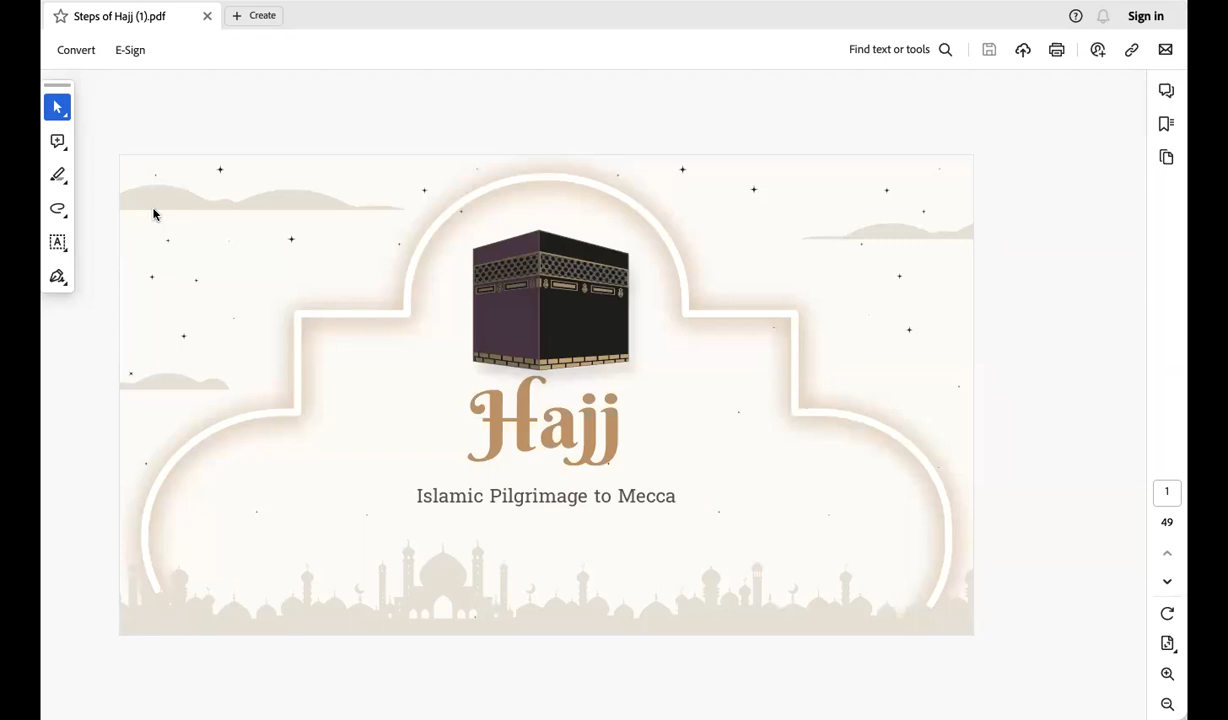 Steps of Hajj (1).pdf
Create
Sign in
Convert
E-Sign
Find text or tools
Hajj
Islamic Pilgrimage to Mecca
1
49